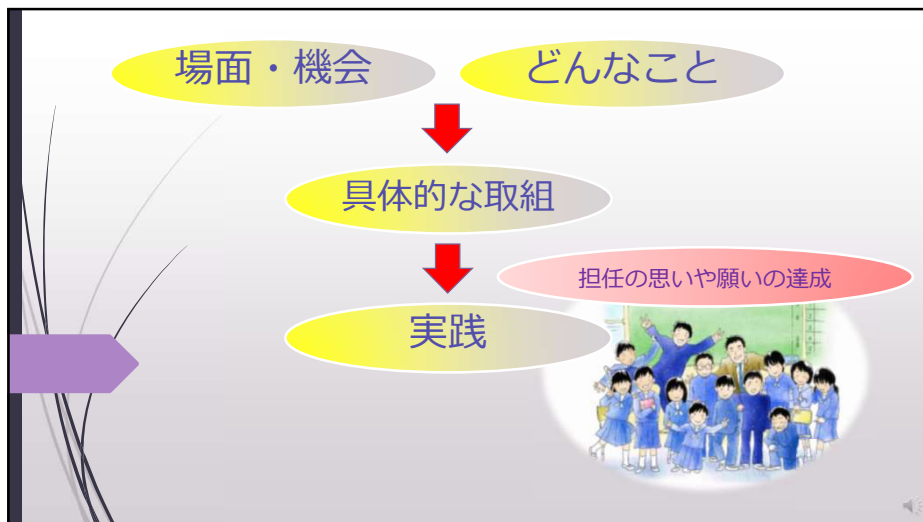 場面・機会
どんなこと
具体的な取組
担任の思いや願いの達成
実践